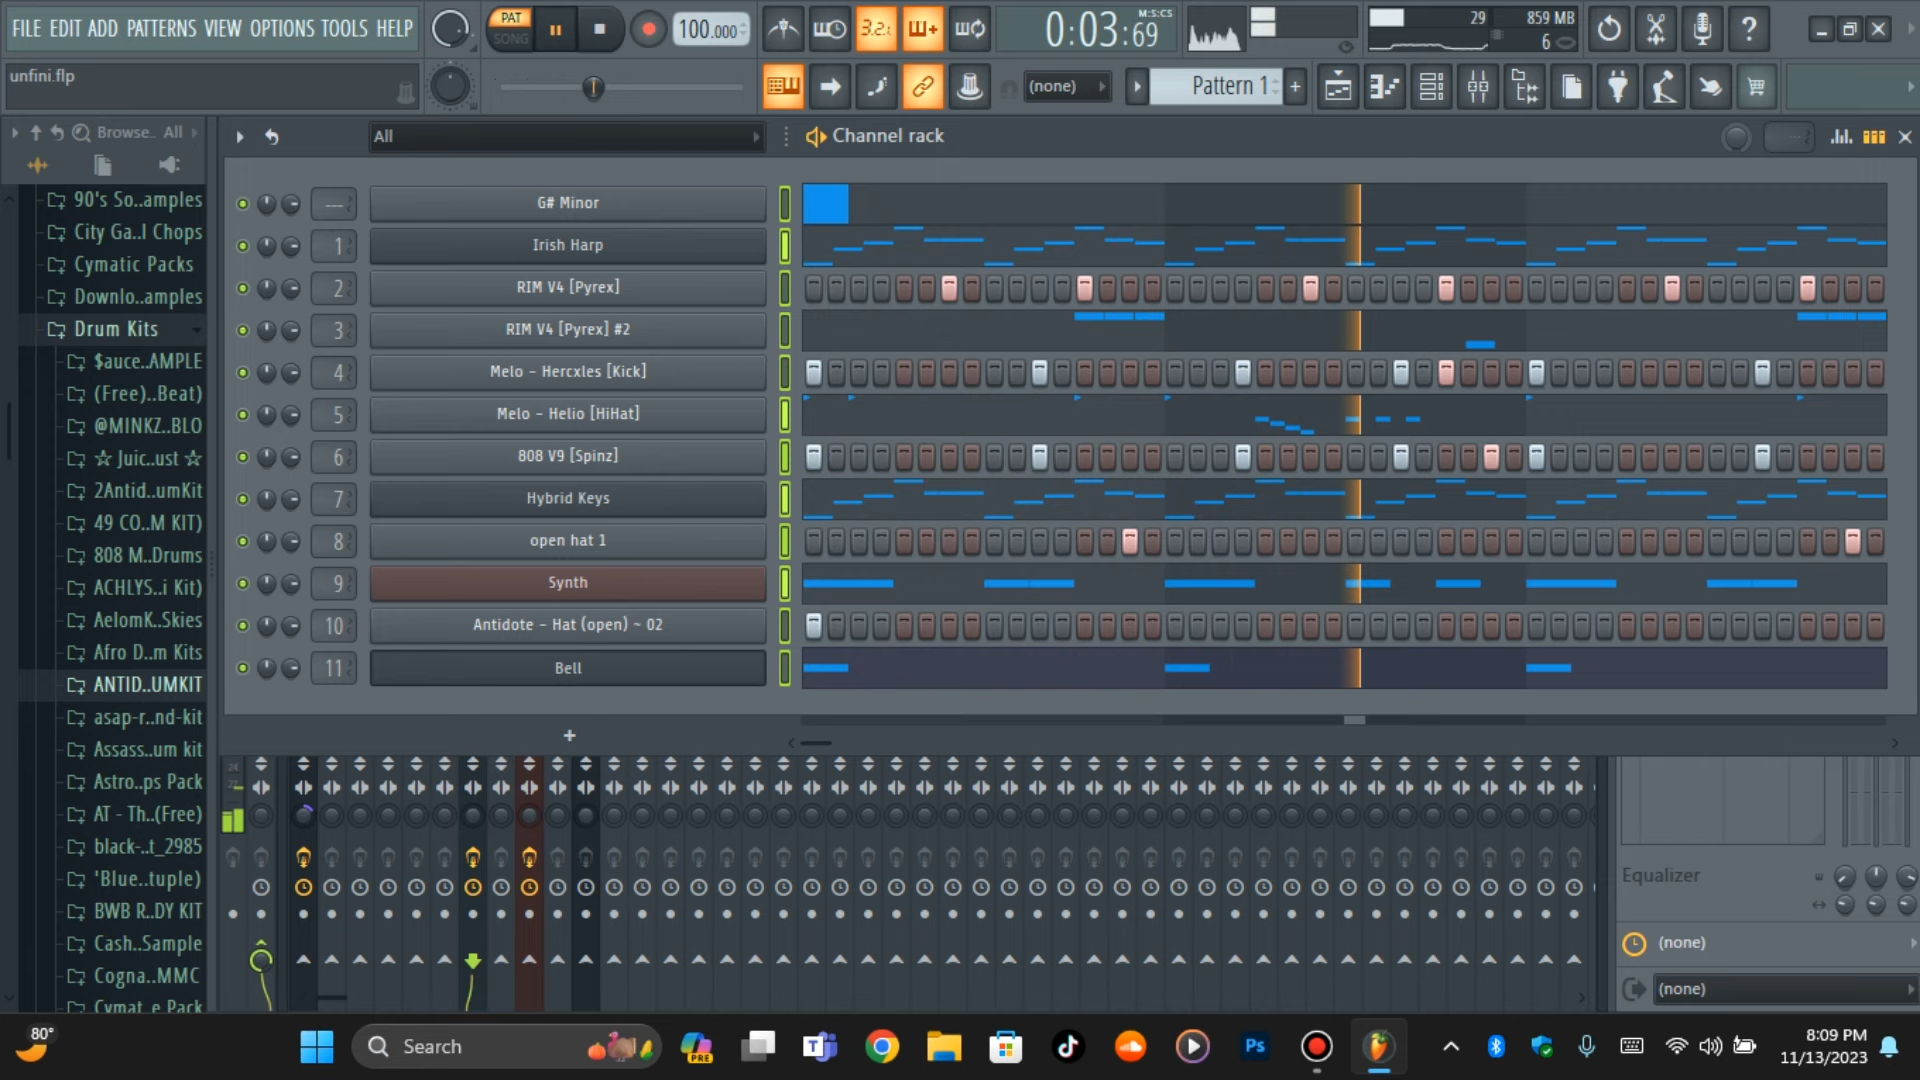 FILE EDIT ADD PATTERNS VIEW OPTIONS TOOLS HELP
PAT
SONG
100.000
3.2.
0:03:69
M:S:CS
29
859 MB
6
unfini.flp
(none)
Pattern 1
Browse.. All
All
Channel rack
90's So..amples
City Ga..l Chops
Cymatic Packs
Downlo..amples
Drum Kits
$auce..AMPLE
(Free)..Beat)
@MINKZ..BLO
☆ Juic..ust ☆
2Antid..umKit
49 CO..M KIT)
808 M..Drums
ACHLYS..i Kit)
AelomK..Skies
Afro D..m Kits
ANTID..UMKIT
asap-r..nd-kit
Assass..um kit
Astro..ps Pack
AT - Th..(Free)
black-..t_2985
'Blue..tuple)
BWB R..DY KIT
Cash..Sample
Cogna..MMC
Cymat..e Pack
--- G# Minor
1 Irish Harp
2 RIM V4 [Pyrex]
3 RIM V4 [Pyrex] #2
4 Melo - Hercxles [Kick]
5 Melo - Helio [HiHat]
6 808 V9 [Spinz]
7 Hybrid Keys
8 open hat 1
9 Synth
10 Antidote - Hat (open) ~ 02
11 Bell
Equalizer
(none)
(none)
80°
Search
PRE
Ps
8:09 PM
11/13/2023